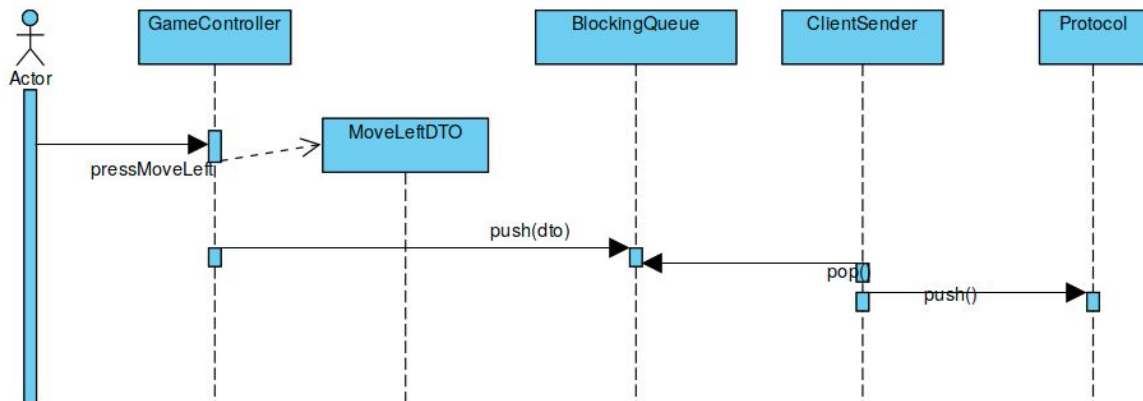 GameController
BlockingQueue
ClientSender
Protocol
Actor
MoveLeftDTO
pressMoveLeft
push(dto)
pop()
push()